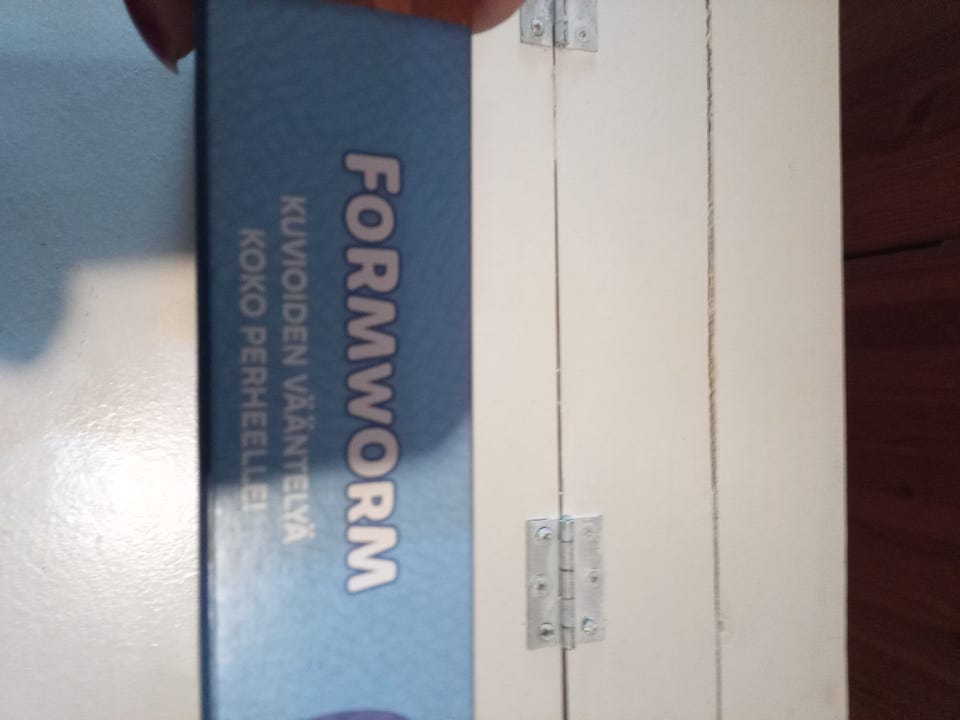 FORMWORM
KUVIOIDEN VÄÄNTELYÄ
KOKO PERHEELLE!